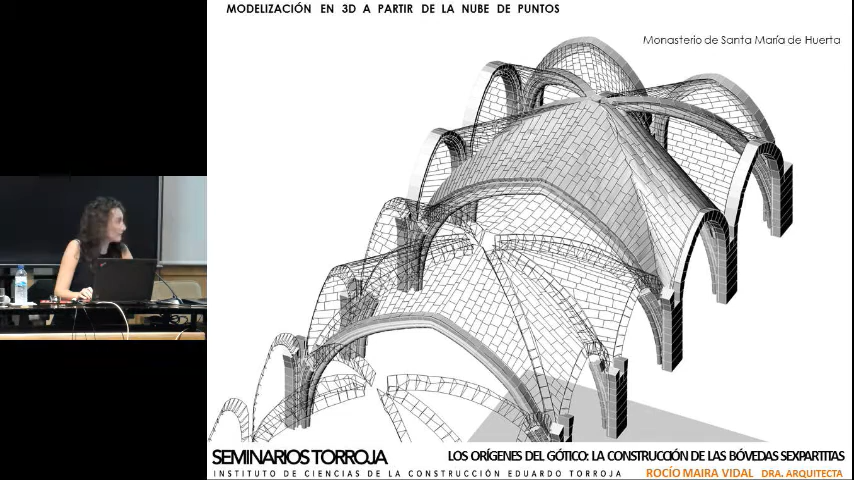 MODELIZACIÓN EN 3D A PARTIR DE LA NUBE DE PUNTOS
Monasterio de Santa María de Huerta
SEMINARIOS TORROJA
LOS ORÍGENES DEL GÓTICO: LA CONSTRUCCIÓN DE LAS BÓVEDAS SEXPARTITAS
INSTITUTO DE CIENCIAS DE LA CONSTRUCCIÓN EDUARDO TORROJA
ROCÍO MAIRA VIDAL DRA. ARQUITECTA